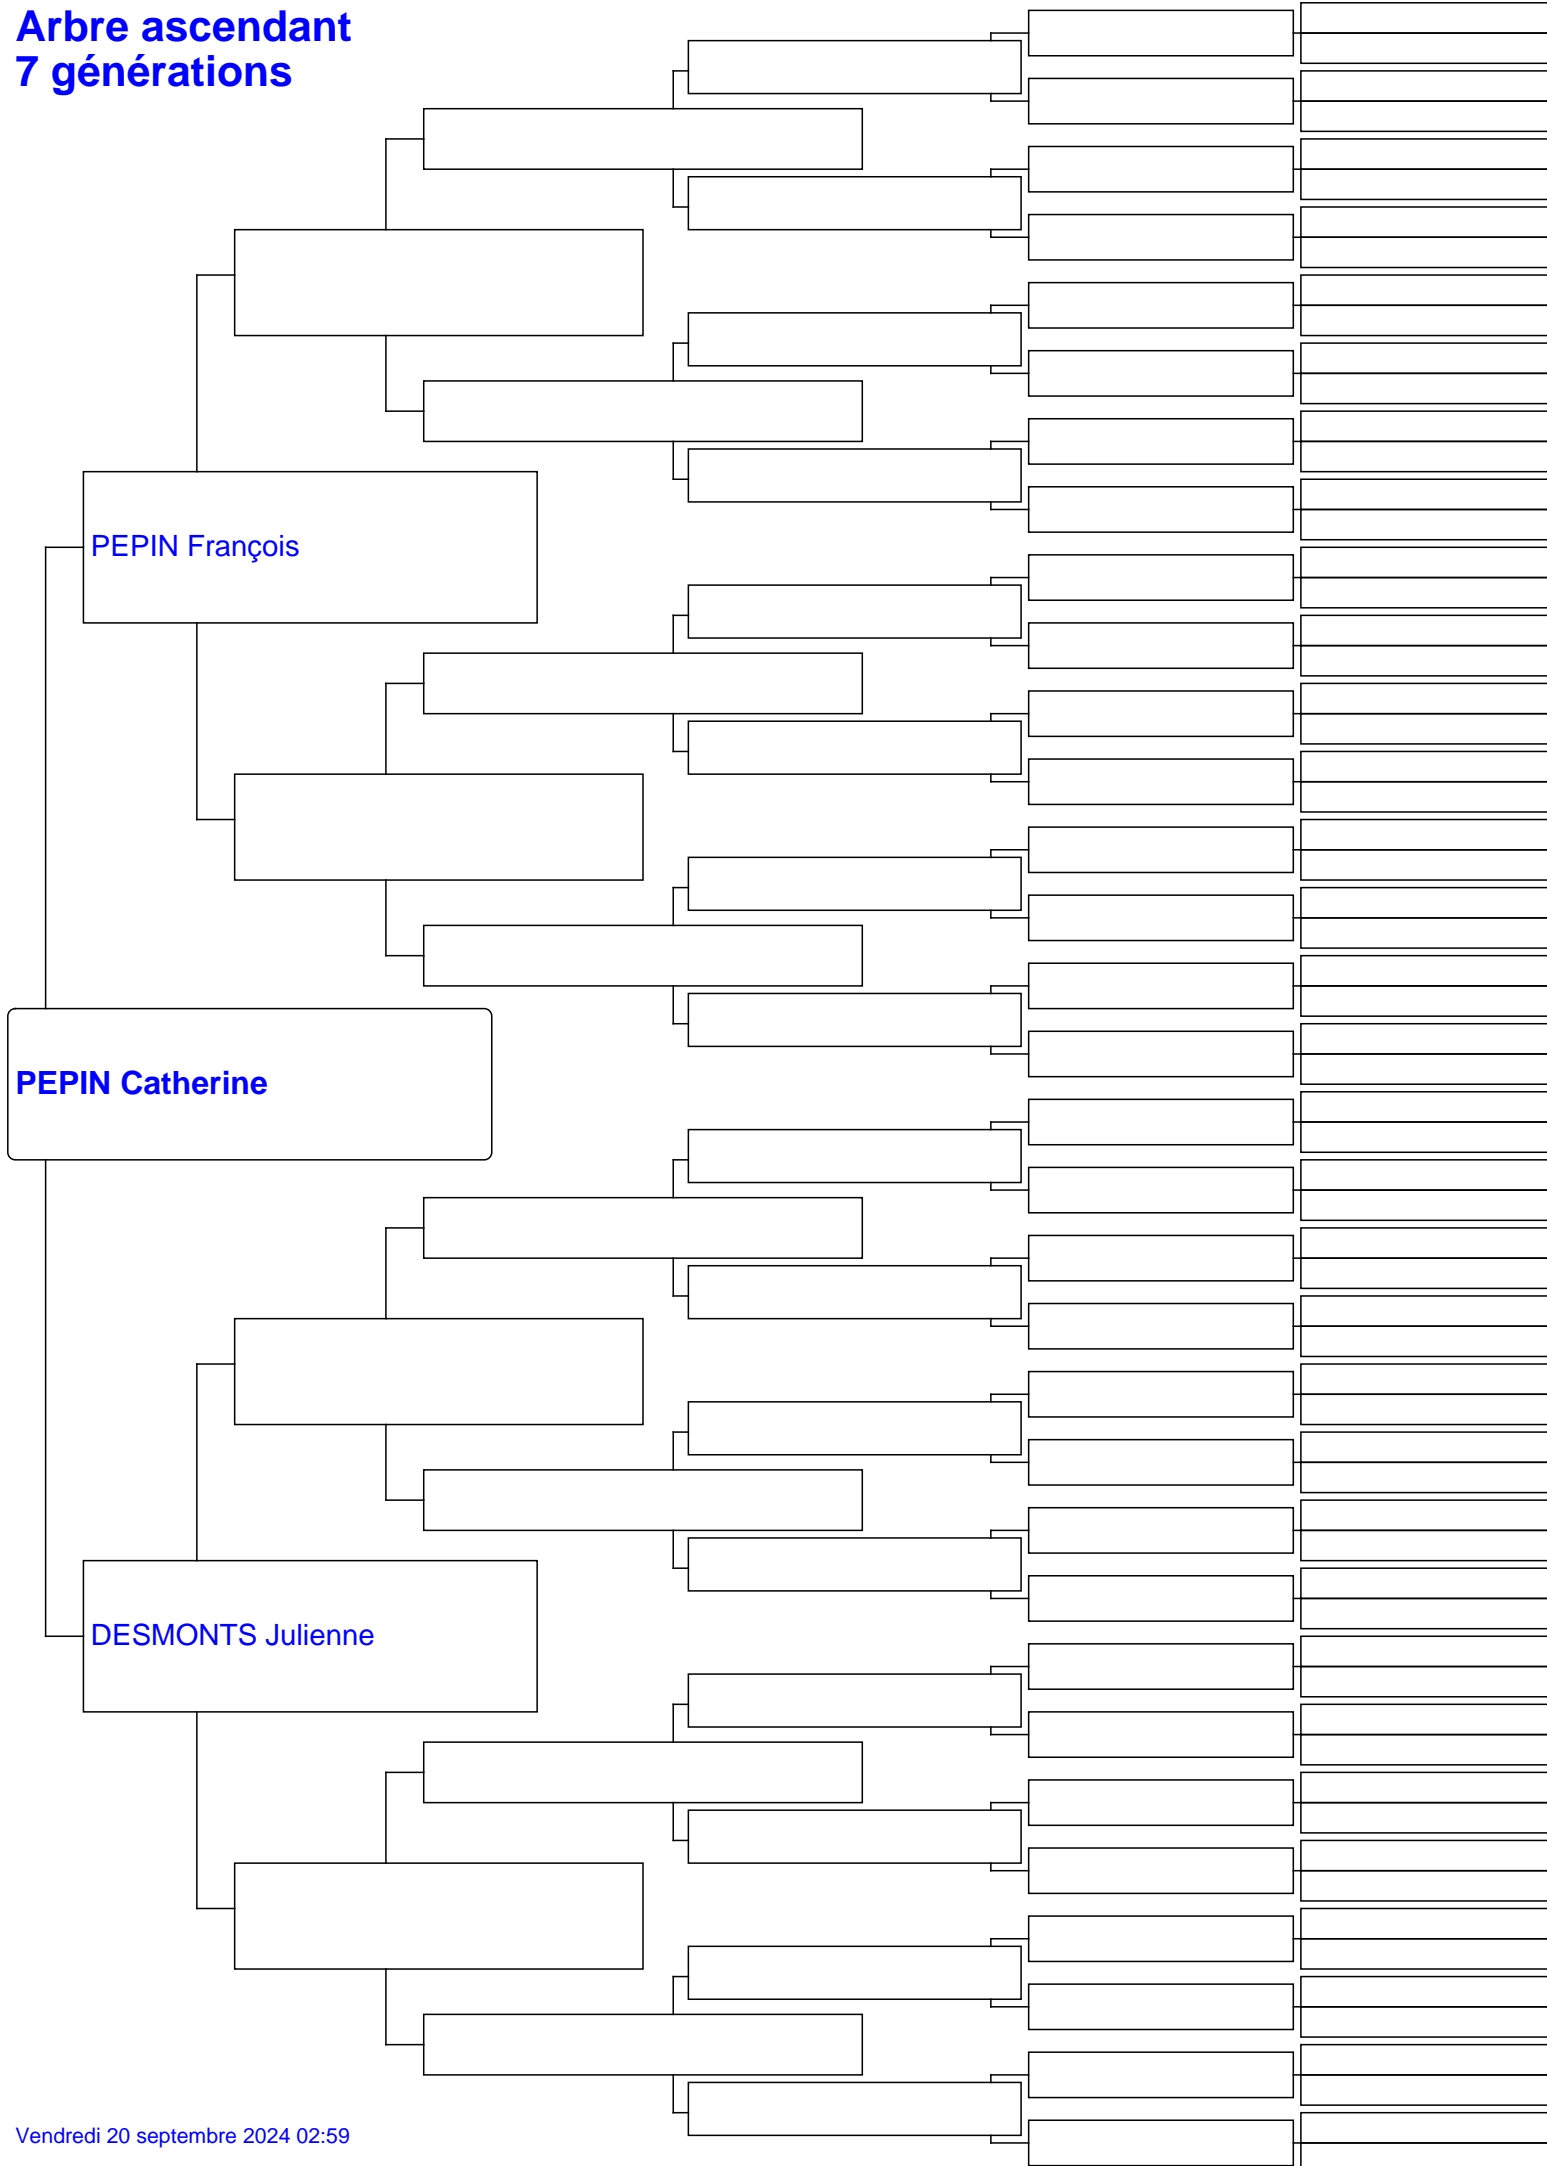 Arbre ascendant
7 générations
PEPIN François
PEPIN Catherine
DESMONTS Julienne
Vendredi 20 septembre 2024 02:59